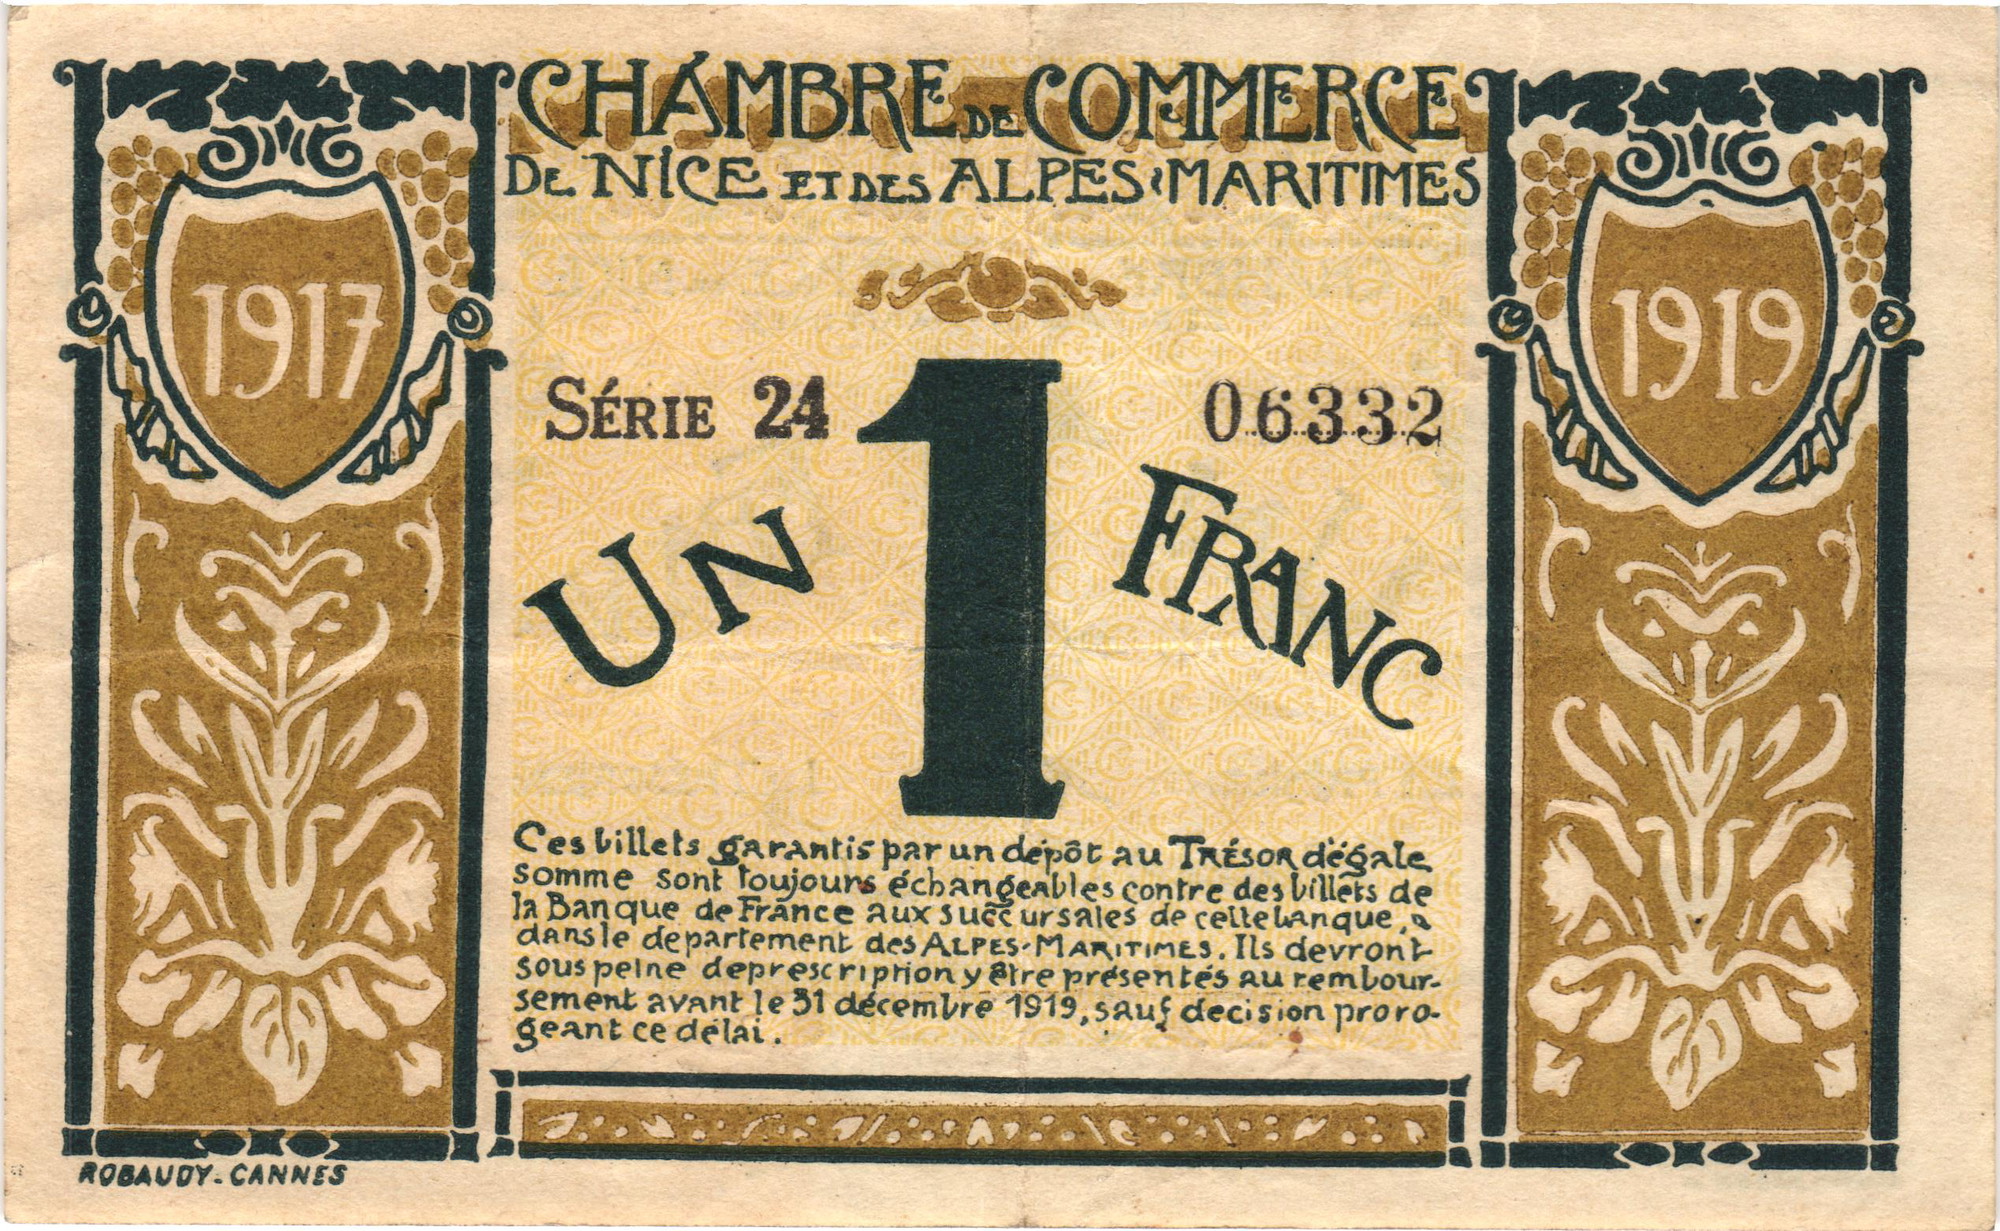 CHAMBRE DE COMMERCE
DE NICE ET DES ALPES-MARITIMES
1917
1919
SÉRIE 24
06332
UN 1 FRANC
Ces billets garantis par un dépôt au TRÉSOR d'égale
somme sont toujours échangeables contre des billets de
la Banque de France aux succursales de cette banque, à
dans le departement des ALPES-MARITIMES. Ils devront
sous peine de prescription y être présentés au rembour-
sement avant le 31 décembre 1919, sauf decision proro-
geant ce délai.
ROBAUDY-CANNES